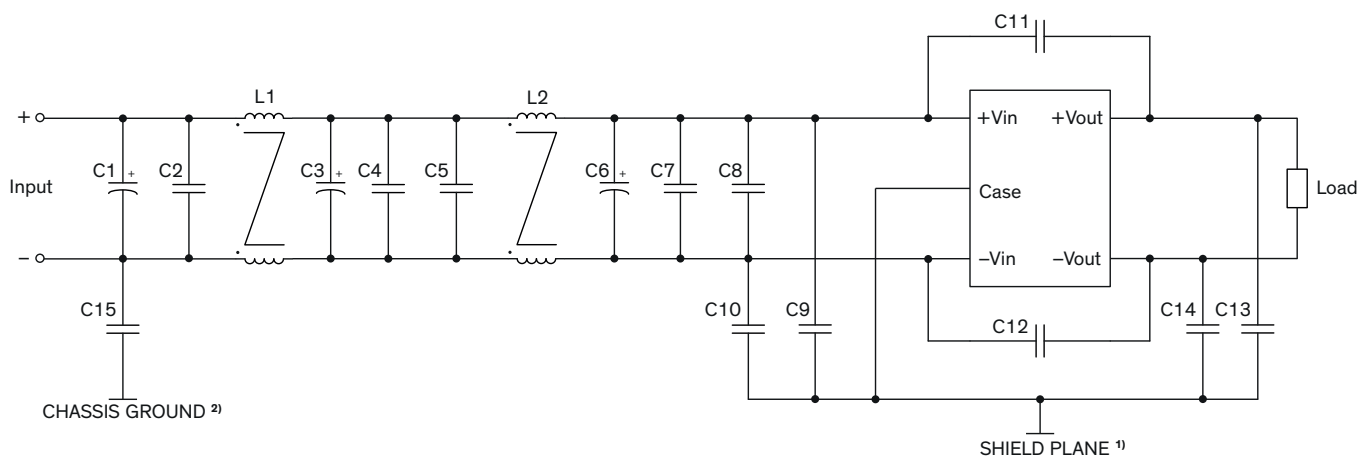 C11
L1
L2
+
+Vin
+Vout
C1
+
C2
C3
+
C4
C5
C6
+
C7
C8
Input
Case
Load
–
–Vin
–Vout
C15
C10
C9
C12
C14
C13
CHASSIS GROUND ²⁾
SHIELD PLANE ¹⁾